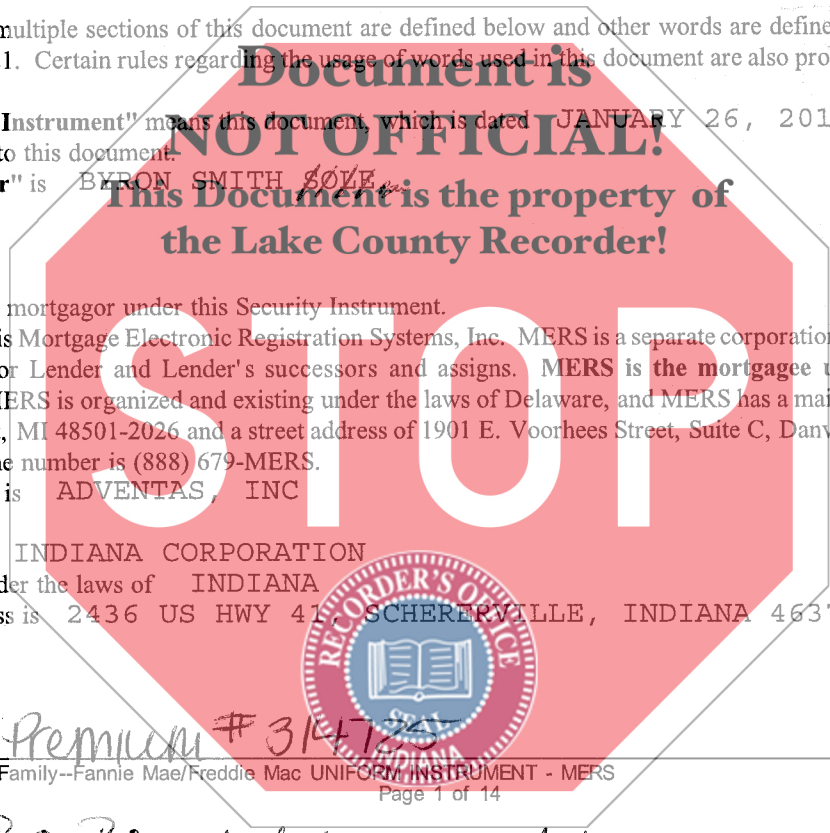 multiple sections of this document are defined below and other words are define
1. Certain rules regarding the usage of words used in this document are also pro
Document is
Instrument" means this document, which is dated JANUARY 26, 201
NOT OFFICIAL!
to this document.
r" is BYRON SMITH SOLE
This Document is the property of
the Lake County Recorder!
mortgagor under this Security Instrument.
is Mortgage Electronic Registration Systems, Inc. MERS is a separate corporation
or Lender and Lender's successors and assigns. MERS is the mortgagee u
MERS is organized and existing under the laws of Delaware, and MERS has a mai
, MI 48501-2026 and a street address of 1901 E. Voorhees Street, Suite C, Danv
e number is (888) 679-MERS.
STOP
is ADVENTAS, INC
INDIANA CORPORATION
der the laws of INDIANA
ss is 2436 US HWY 41, SCHERERVILLE, INDIANA 4637
RECORDER'S OFFICE
SEAL
INDIANA
Premium # 314725
Family--Fannie Mae/Freddie Mac UNIFORM INSTRUMENT - MERS
Page 1 of 14